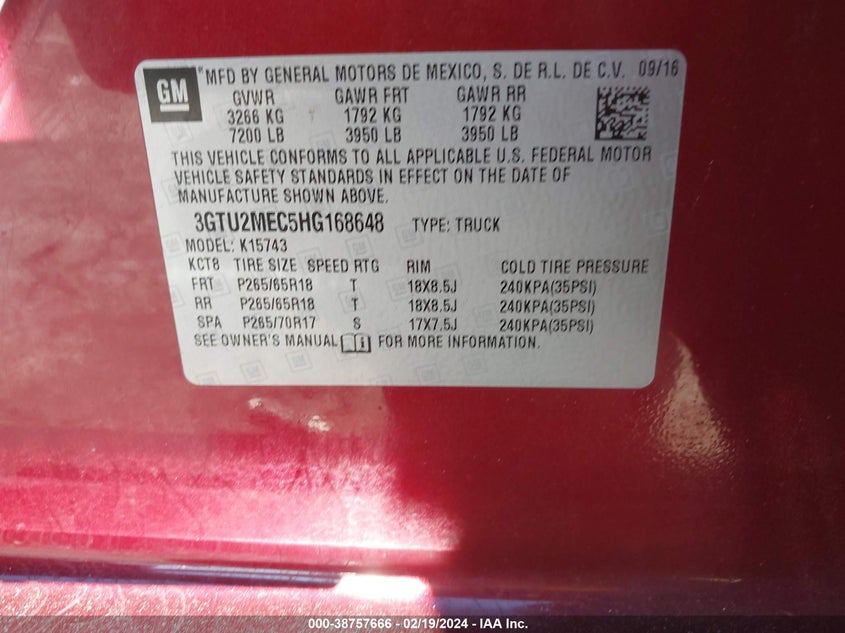 GM
*MFD BY GENERAL MOTORS DE MEXICO, S. DE R.L. DE C.V. 09/16
GVWR GAWR FRT GAWR RR
3266 KG 1792 KG 1792 KG
7200 LB 3950 LB 3950 LB
THIS VEHICLE CONFORMS TO ALL APPLICABLE U.S. FEDERAL MOTOR
VEHICLE SAFETY STANDARDS IN EFFECT ON THE DATE OF
MANUFACTURE SHOWN ABOVE.
3GTU2MEC5HG168648 TYPE: TRUCK
MODEL: K15743
KCT8 TIRE SIZE SPEED RTG RIM COLD TIRE PRESSURE
FRT P265/65R18 T 18X8.5J 240KPA(35PSI)
RR P265/65R18 T 18X8.5J 240KPA(35PSI)
SPA P265/70R17 S 17X7.5J 240KPA(35PSI)
SEE OWNER'S MANUAL FOR MORE INFORMATION.
000-38757666 - 02/19/2024 - IAA Inc.